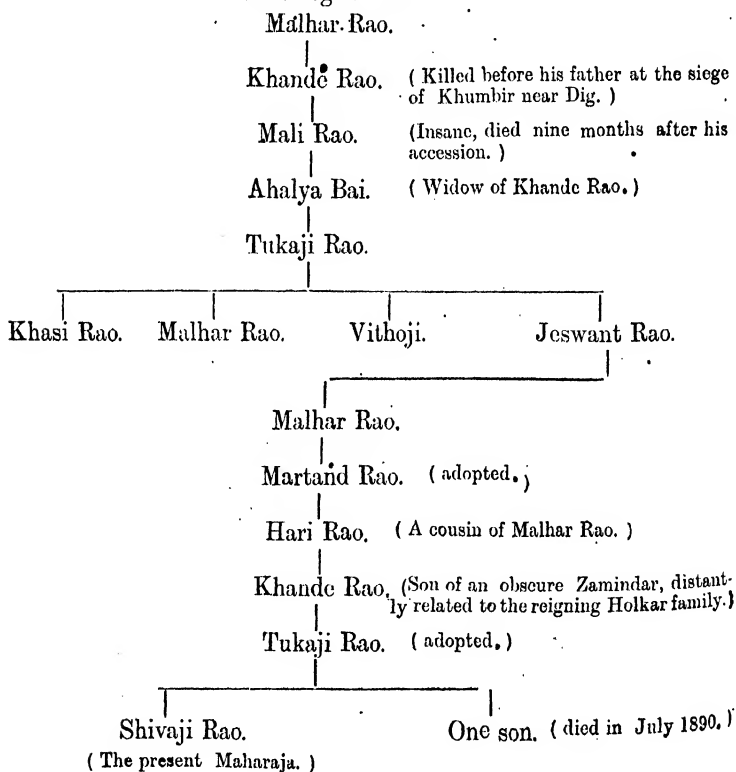 Malhar Rao.
Khande Rao. ( Killed before his father at the siege
of Khumbir near Dig. )
Mali Rao. (Insane, died nine months after his
accession. )
Ahalya Bai. ( Widow of Khande Rao. )
Tukaji Rao.
Khasi Rao. Malhar Rao. Vithoji. Jeswant Rao.
Malhar Rao.
Martand Rao. ( adopted. )
Hari Rao. ( A cousin of Malhar Rao. )
Khande Rao. (Son of an obscure Zamindar, distant-
ly related to the reigning Holkar family.)
Tukaji Rao. ( adopted. )
Shivaji Rao. One son. ( died in July 1890. )
( The present Maharaja. )